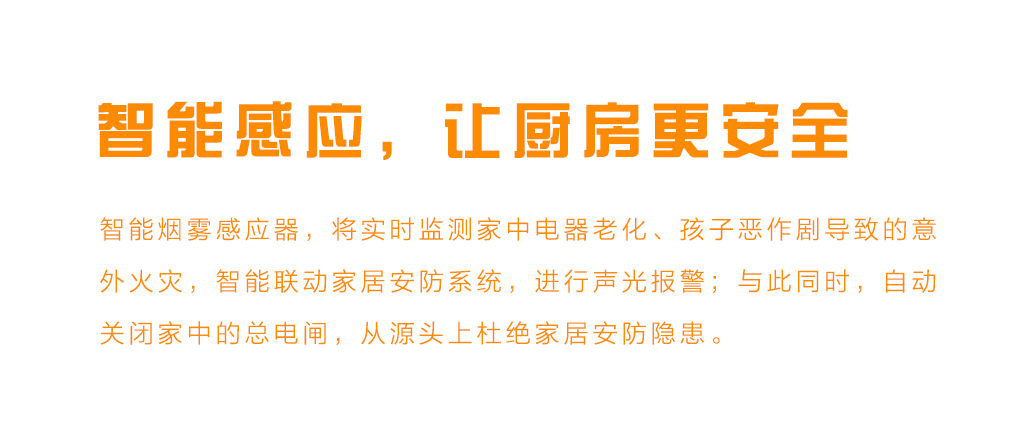 智能感应，让厨房更安全
智能烟雾感应器，将实时监测家中电器老化、孩子恶作剧导致的意
外火灾，智能联动家居安防系统，进行声光报警；与此同时，自动
关闭家中的总电闸，从源头上杜绝家居安防隐患。